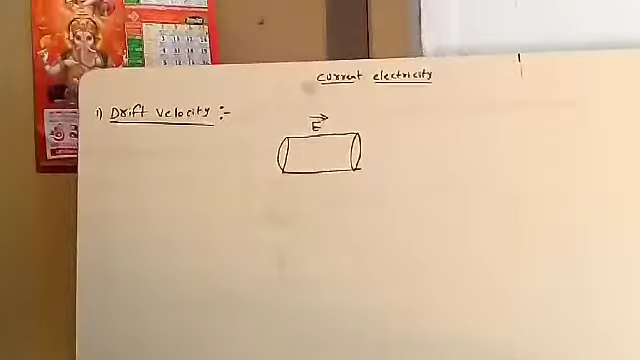 current electricity
1) Drift velocity :-
E